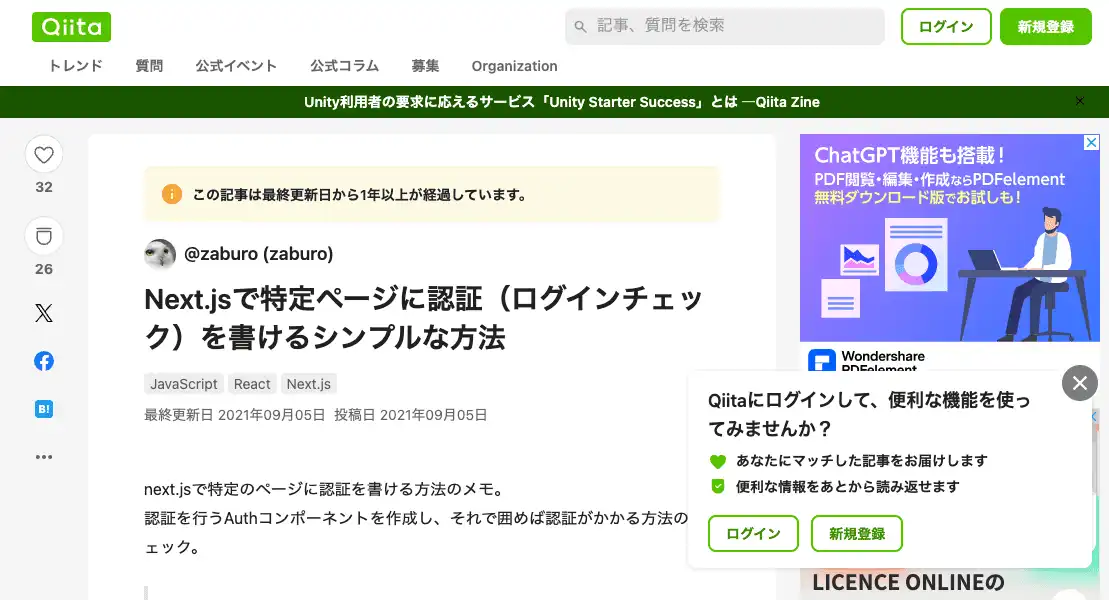 Qiita
記事、質問を検索
ログイン
新規登録
トレンド 質問 公式イベント 公式コラム 募集 Organization
Unity利用者の要求に応えるサービス「Unity Starter Success」とは ―Qiita Zine
32
26
B!
この記事は最終更新日から1年以上が経過しています。
@zaburo (zaburo)
Next.jsで特定ページに認証（ログインチェッ
ク）を書けるシンプルな方法
JavaScript React Next.js
最終更新日 2021年09月05日 投稿日 2021年09月05日
next.jsで特定のページに認証を書ける方法のメモ。
認証を行うAuthコンポーネントを作成し、それで囲めば認証がかかる方法の
ェック。
ChatGPT機能も搭載！
PDF閲覧・編集・作成ならPDFelement
無料ダウンロード版でお試しも！
Wondershare
PDFelement
Qiitaにログインして、便利な機能を使っ
てみませんか？
あなたにマッチした記事をお届けします
便利な情報をあとから読み返せます
ログイン 新規登録
LICENCE ONLINEの